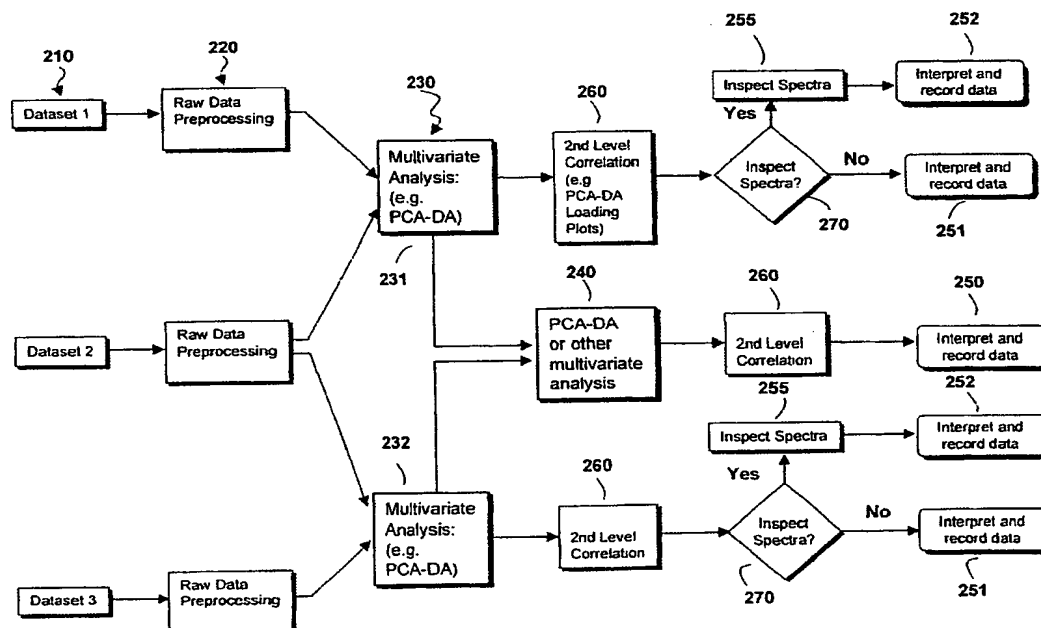 210
220
230
260
255
252
Dataset 1
Raw Data
Preprocessing
Multivariate
Analysis:
(e.g.
PCA-DA)
231
2nd Level
Correlation
(e.g
PCA-DA
Loading
Plots)
Inspect Spectra
Yes
Interpret and
record data
Inspect
Spectra?
270
No
Interpret and
record data
251
Dataset 2
Raw Data
Preprocessing
240
PCA-DA
or other
multivariate
analysis
260
2nd Level
Correlation
250
Interpret and
record data
232
Multivariate
Analysis:
(e.g.
PCA-DA)
260
2nd Level
Correlation
255
Inspect Spectra
Yes
252
Interpret and
record data
Inspect
Spectra?
270
No
Interpret and
record data
251
Dataset 3
Raw Data
Preprocessing